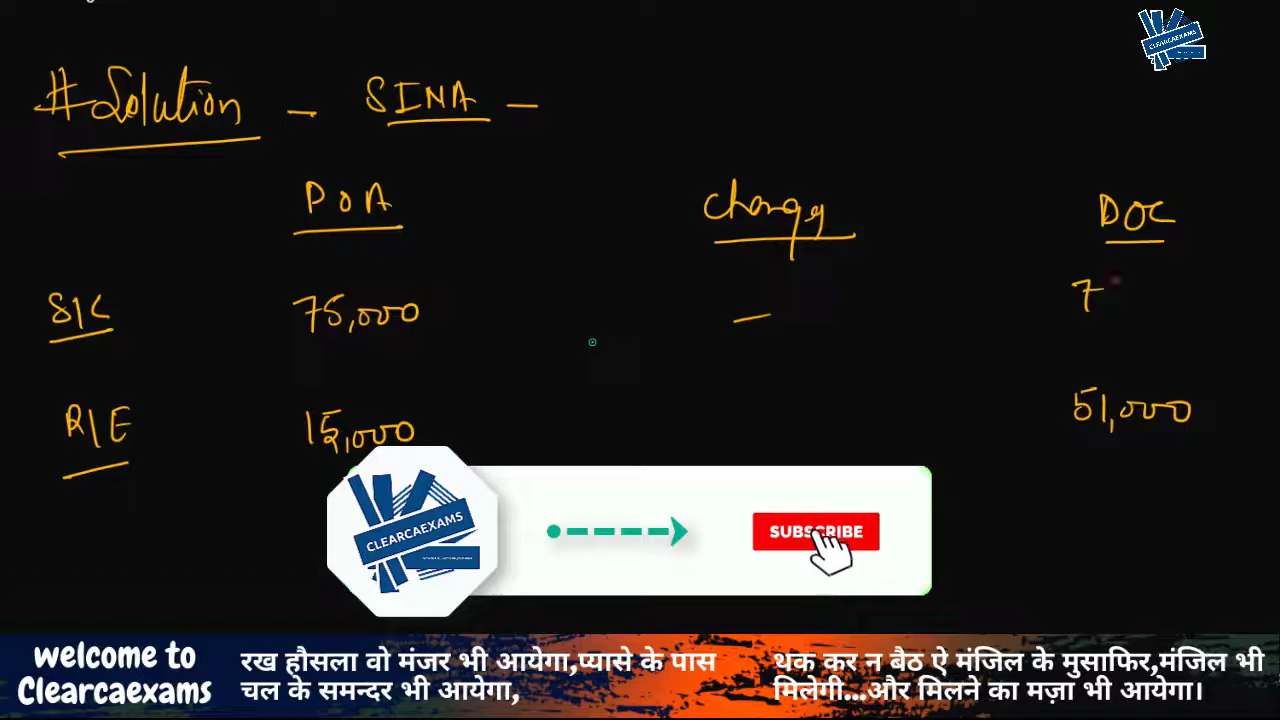 CLEARCAEXAMS
#Solution - SINA -
POA Change DOC
S/C 75,000 — 7
R/E 15,000 51,000
CLEARCAEXAMS
SUBSCRIBE
welcome to
Clearcaexams
रख हौसला वो मंजर भी आयेगा,प्यासे के पास
चल के समन्दर भी आयेगा,
थक कर न बैठ ऐ मंजिल के मुसाफिर,मंजिल भी
मिलेगी...और मिलने का मज़ा भी आयेगा।